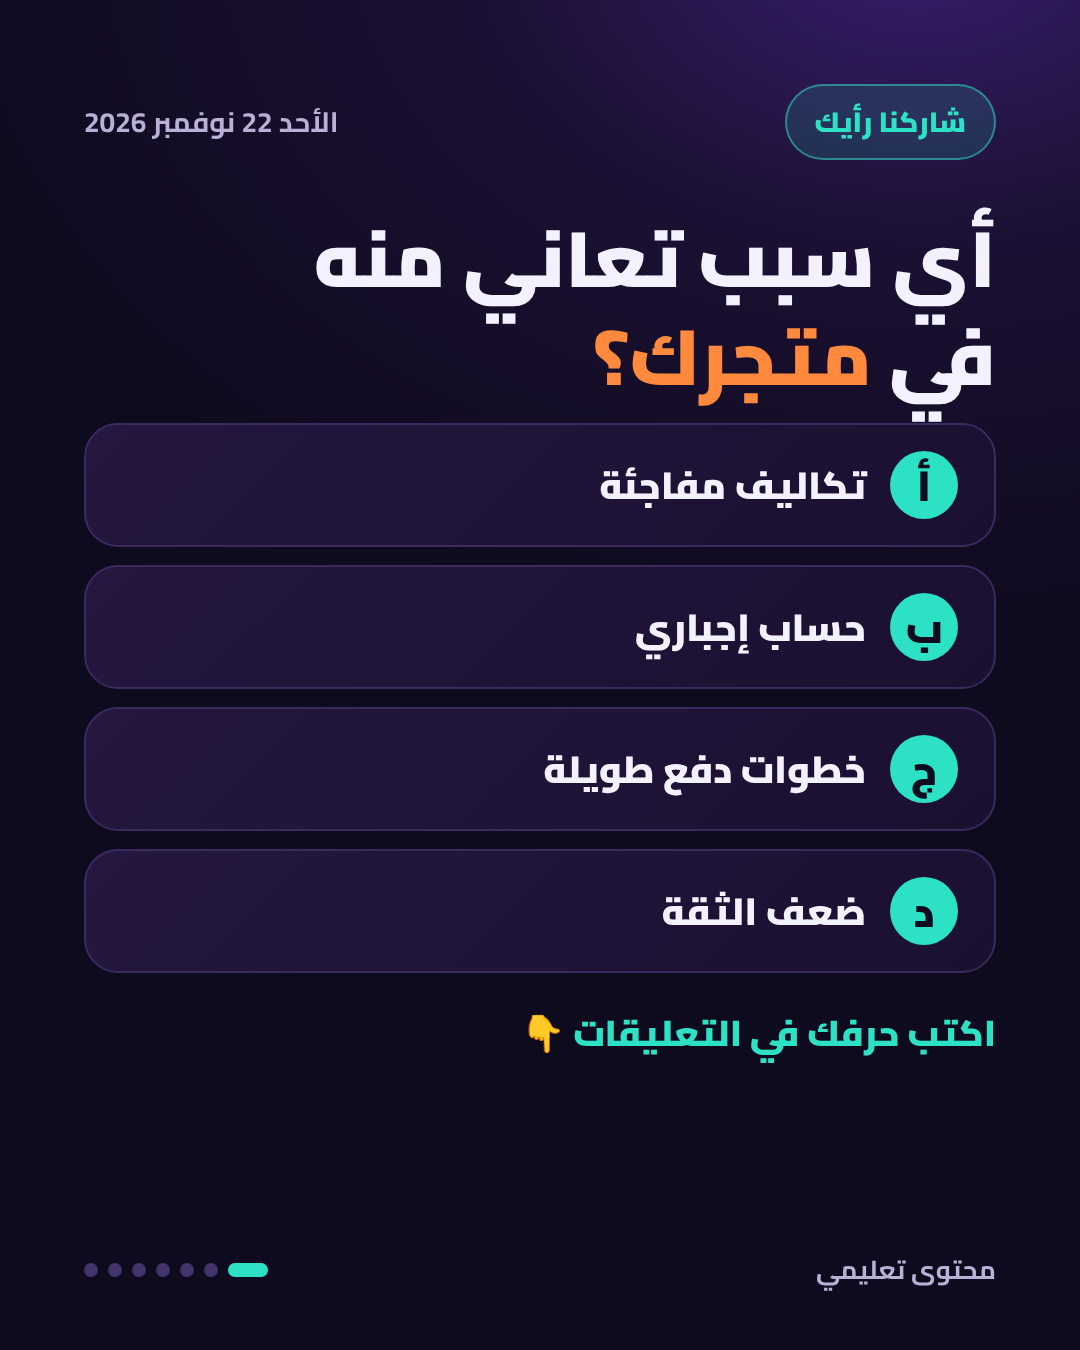 شاركنا رأيك
الأحد 22 نوفمبر 2026
أي سبب تعاني منه
في متجرك؟
أ تكاليف مفاجئة
ب حساب إجباري
ج خطوات دفع طويلة
د ضعف الثقة
اكتب حرفك في التعليقات 👇
محتوى تعليمي